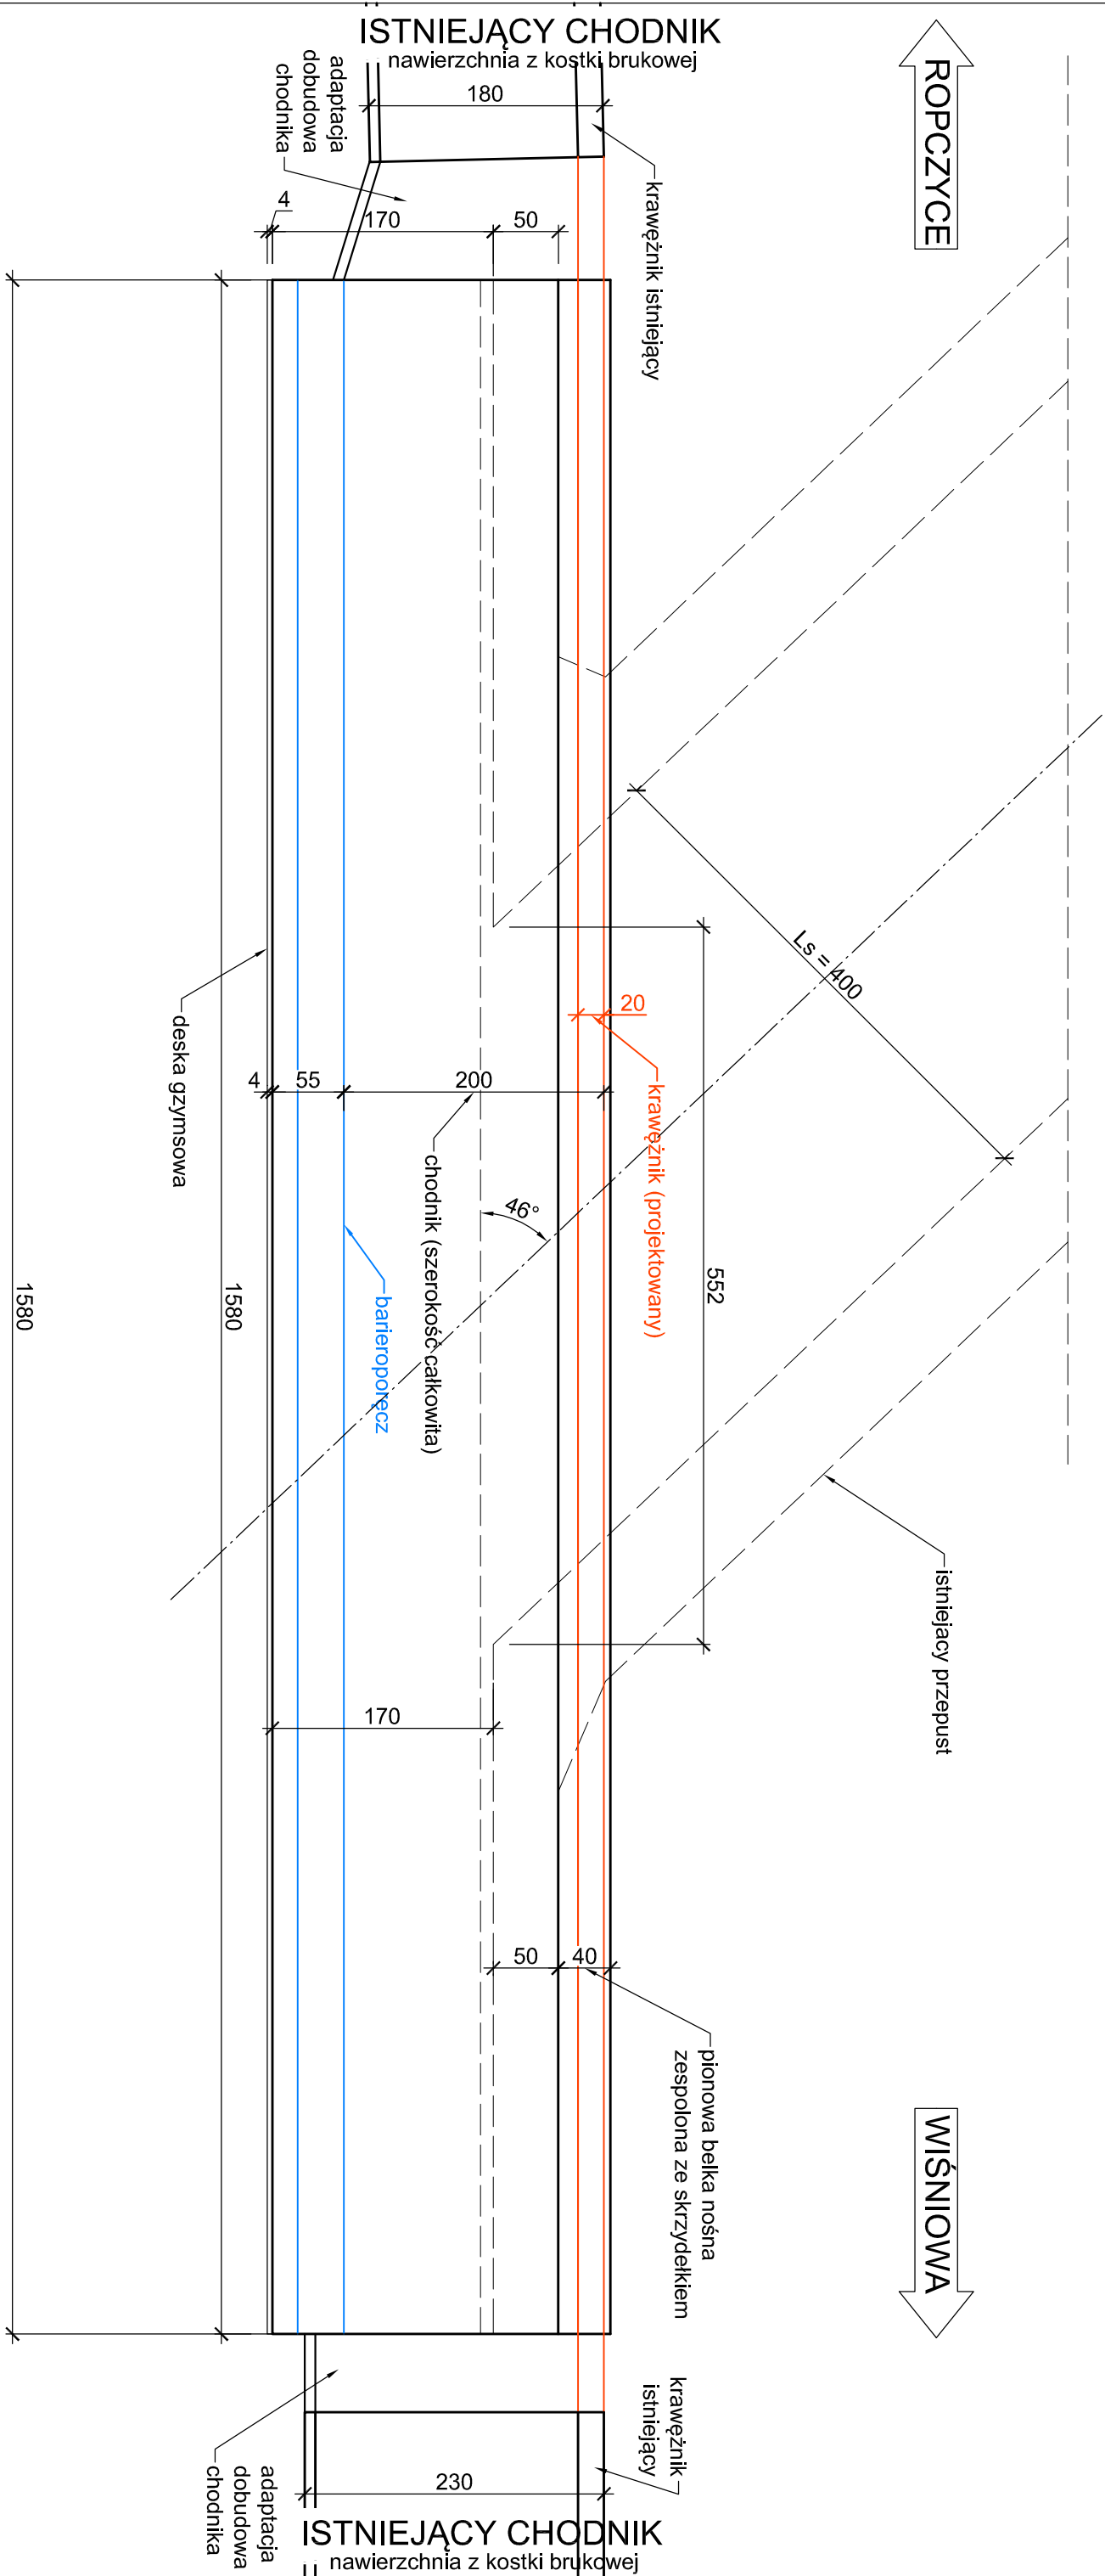 ISTNIEJĄCY CHODNIK
nawierzchnia z kostki brukowej
180
adaptacja
dobudowa
chodnika
krawężnik istniejący
ROPCZYCE
4
170
50
Ls = 400
20
krawężnik (projektowany)
4
55
200
deska gzymsowa
chodnik (szerokość całkowita)
46°
552
barieroporęcz
1580
1580
istniejacy przepust
170
50
40
pionowa belka nośna
zespolona ze skrzydełkiem
WIŚNIOWA
krawężnik
istniejący
230
adaptacja
dobudowa
chodnika
ISTNIEJĄCY CHODNIK
nawierzchnia z kostki brukowej